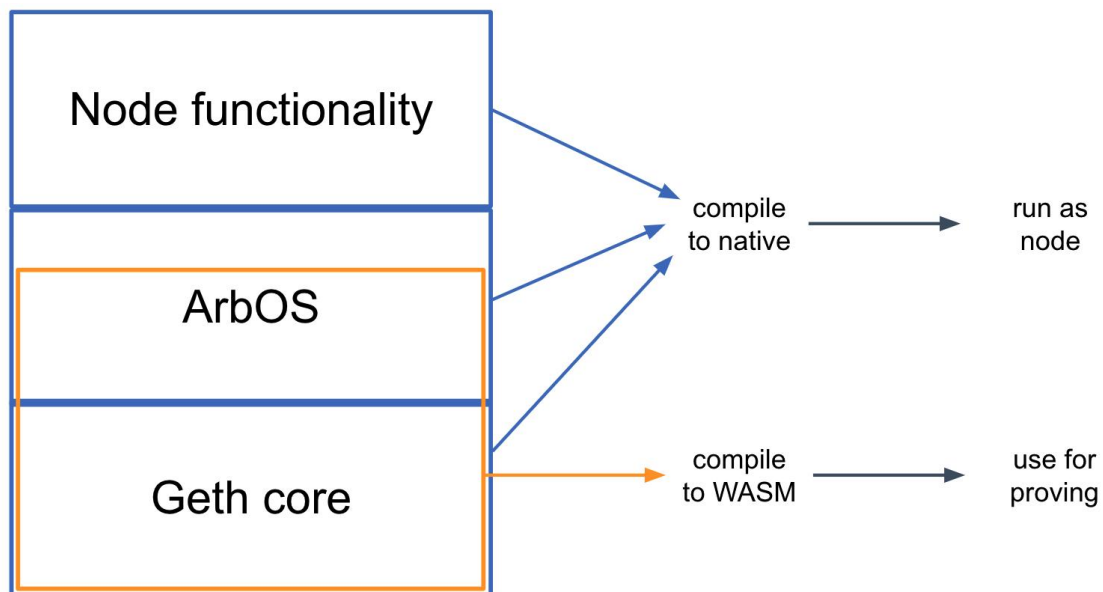 Node functionality
ArbOS
Geth core
compile
to native
run as
node
compile
to WASM
use for
proving